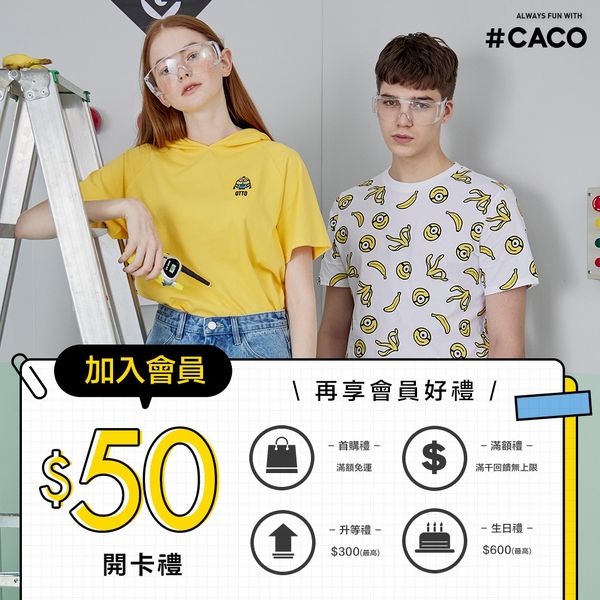 ALWAYS FUN WITH
#CACO
OTTO
加入會員
$50
開卡禮
\ 再享會員好禮 /
– 首購禮 –
滿額免運
$
– 滿額禮 –
滿千回饋無上限
– 升等禮 –
$300(最高)
– 生日禮 –
$600(最高)